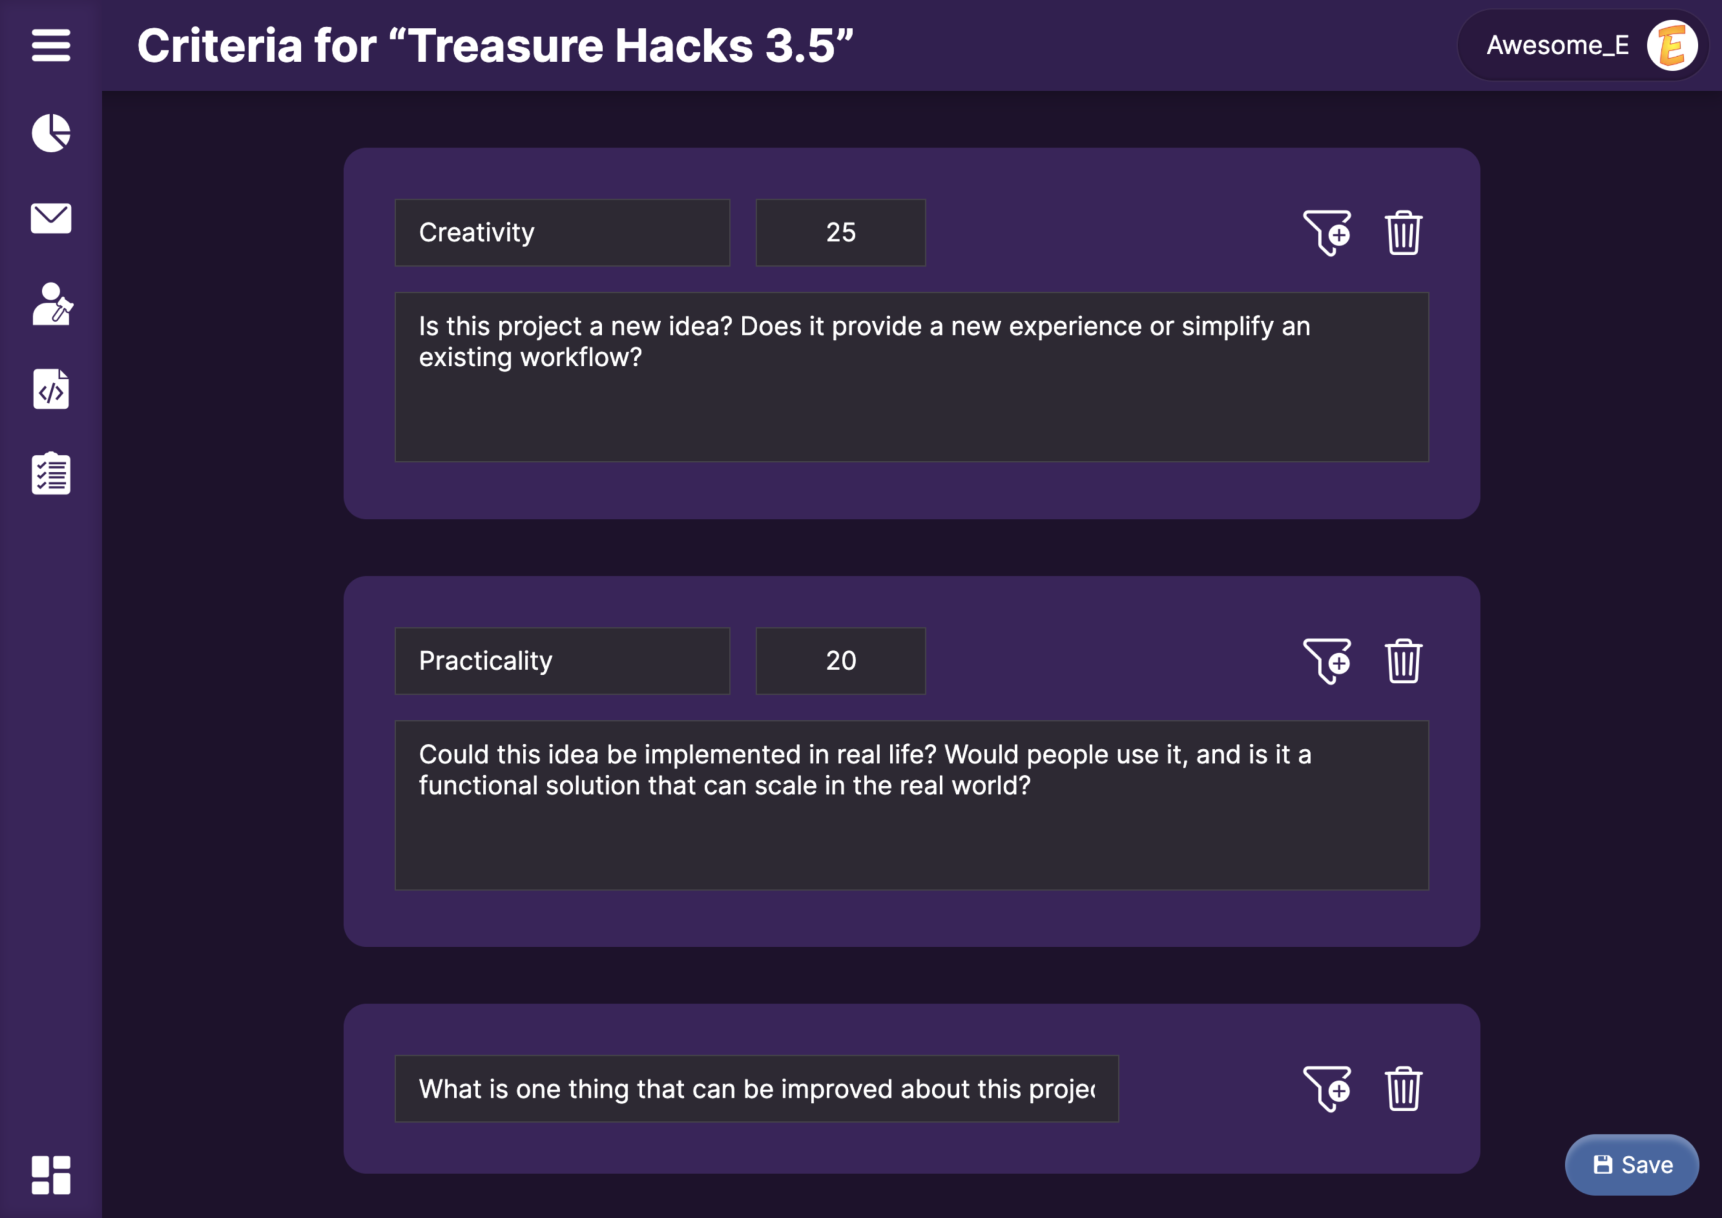 Criteria for “Treasure Hacks 3.5”
Awesome_E
E
Creativity
25
Is this project a new idea? Does it provide a new experience or simplify an
existing workflow?
Practicality
20
Could this idea be implemented in real life? Would people use it, and is it a
functional solution that can scale in the real world?
What is one thing that can be improved about this
Save